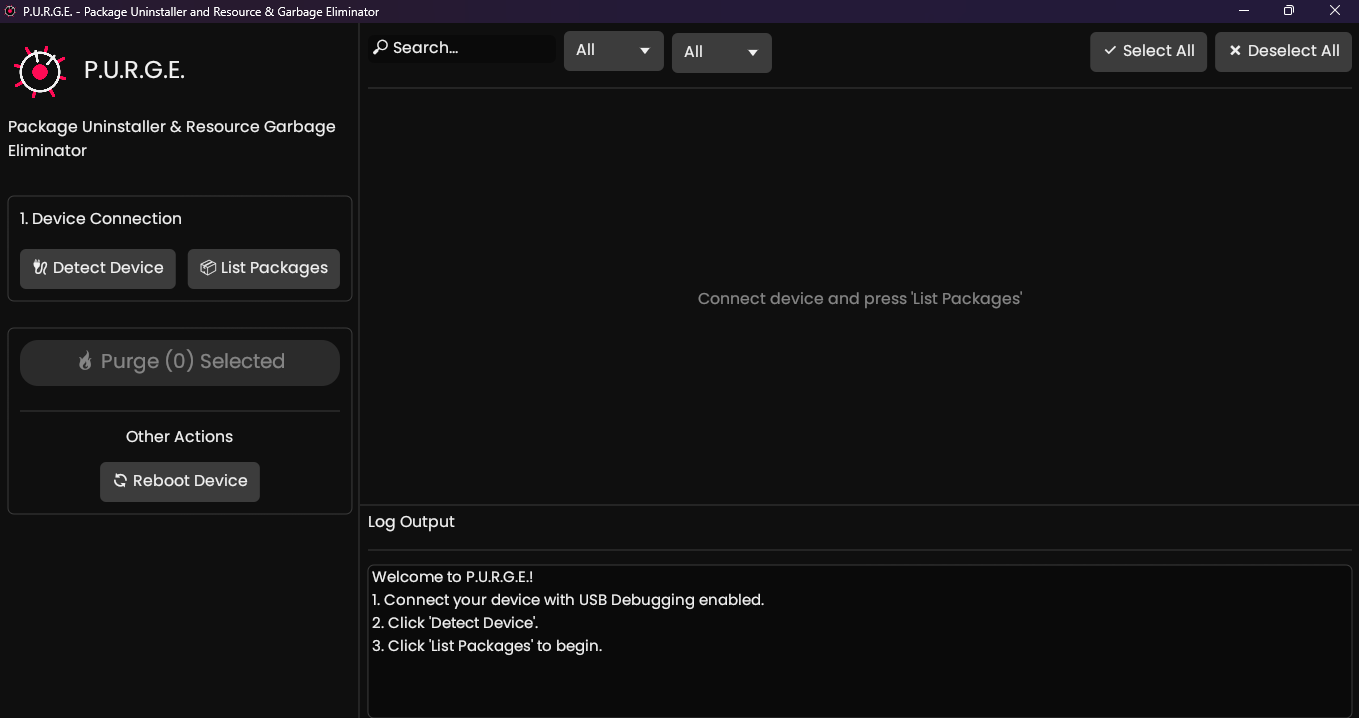 P.U.R.G.E. - Package Uninstaller and Resource & Garbage Eliminator
P.U.R.G.E.
Package Uninstaller & Resource Garbage
Eliminator
1. Device Connection
Detect Device
List Packages
Purge (0) Selected
Other Actions
Reboot Device
Search...
All
All
Select All
Deselect All
Connect device and press 'List Packages'
Log Output
Welcome to P.U.R.G.E.!
1. Connect your device with USB Debugging enabled.
2. Click 'Detect Device'.
3. Click 'List Packages' to begin.